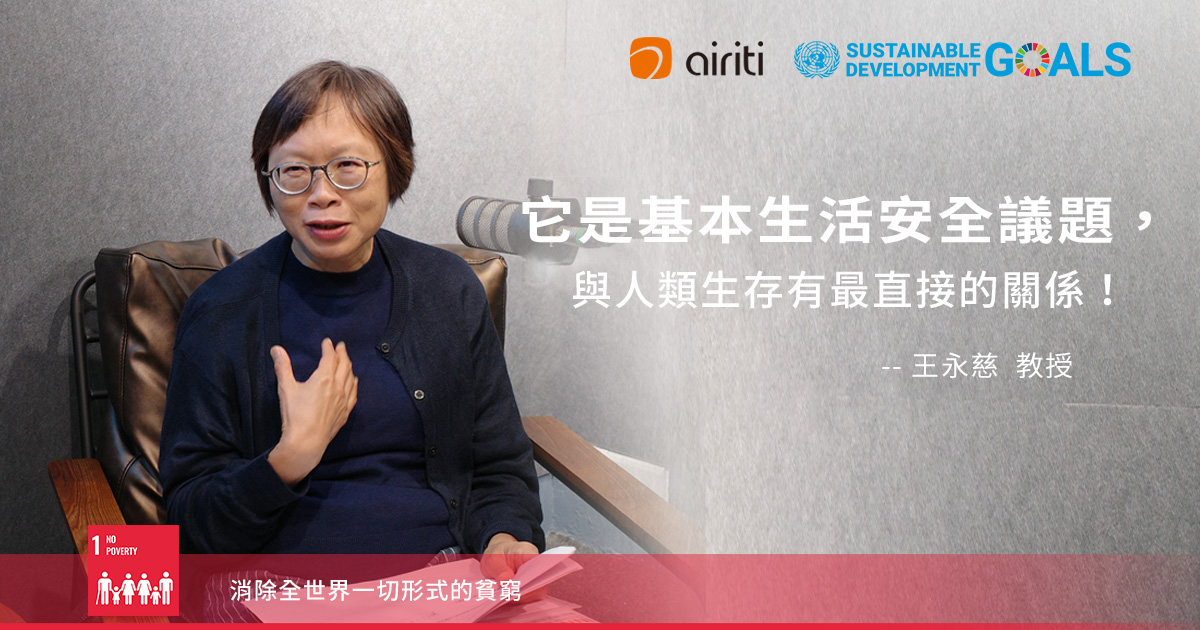 airiti
SUSTAINABLE
DEVELOPMENT
GOALS
它是基本生活安全議題，
與人類生存有最直接的關係！
-- 王永慈 教授
1 NO
POVERTY
消除全世界一切形式的貧窮